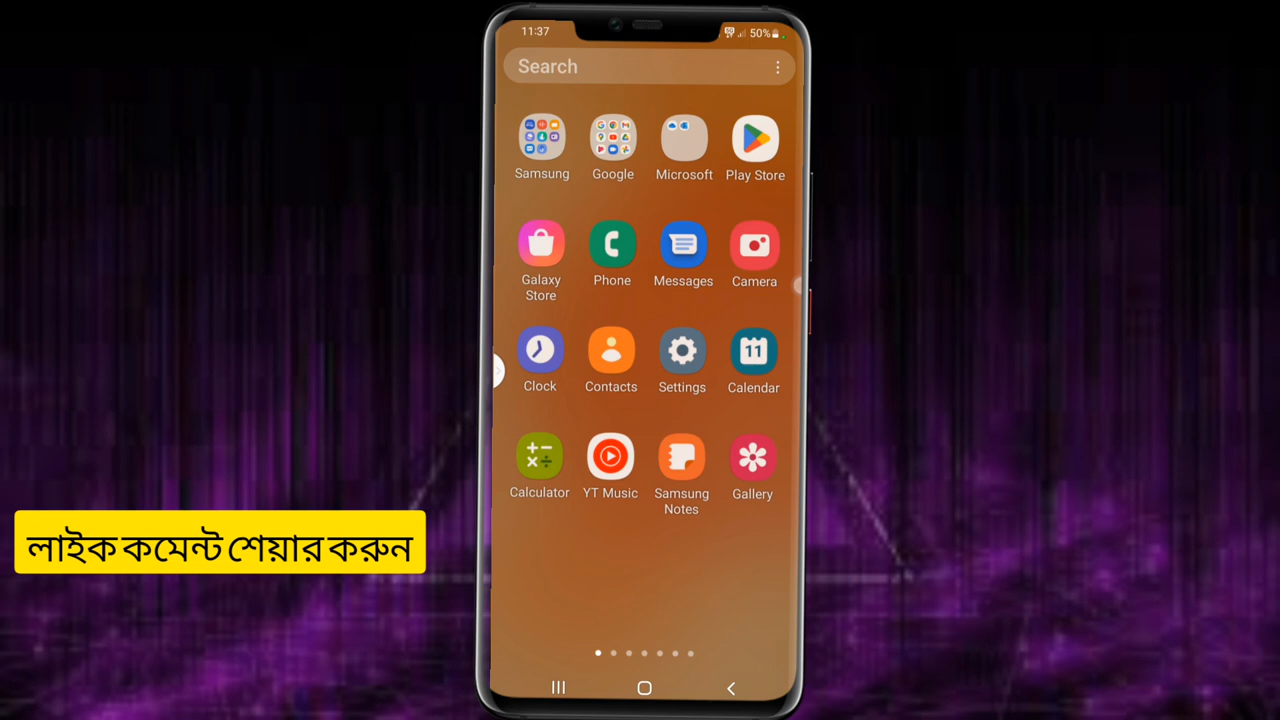 11:37
50%
Search
Samsung
Google
Microsoft
Play Store
Galaxy
Store
Phone
Messages
Camera
Clock
Contacts
Settings
11
Calendar
Calculator
YT Music
Samsung
Notes
Gallery
লাইক কমেন্ট শেয়ার করুন